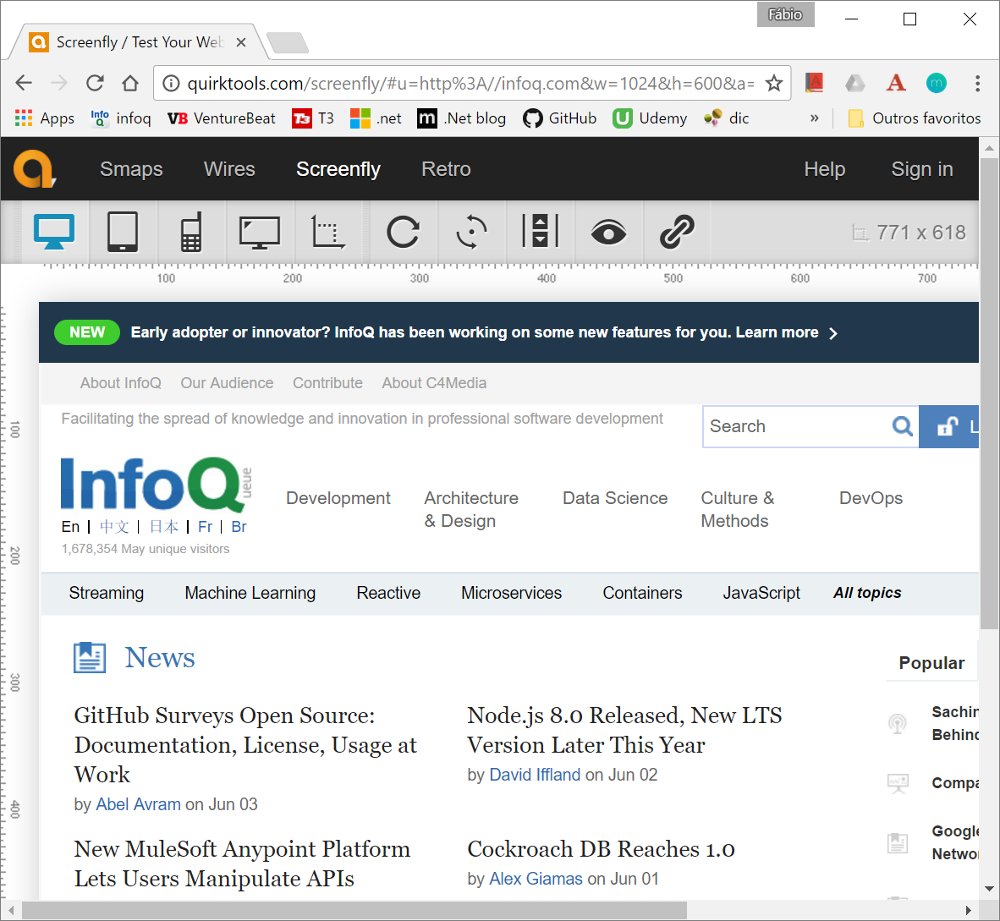 Fábio
Screenfly / Test Your Web
quirktools.com/screenfly/#u=http%3A//infoq.com&w=1024&h=600&a=
Apps infoq VentureBeat T3 .net .Net blog GitHub Udemy dic » Outros favoritos
Smaps Wires Screenfly Retro Help Sign in
771 x 618
100 200 300 400 500 600 700
NEW Early adopter or innovator? InfoQ has been working on some new features for you. Learn more
About InfoQ Our Audience Contribute About C4Media
Facilitating the spread of knowledge and innovation in professional software development
Search L
100
InfoQ ueue
Development Architecture Data Science Culture & DevOps
& Design Methods
En | 中文 | 日本 | Fr | Br
1,678,354 May unique visitors
200
Streaming Machine Learning Reactive Microservices Containers JavaScript All topics
News
Popular
300
GitHub Surveys Open Source:
Documentation, License, Usage at
Work
by Abel Avram on Jun 03
Node.js 8.0 Released, New LTS
Version Later This Year
by David Iffland on Jun 02
Sachin
Behind
Compa
400
New MuleSoft Anypoint Platform
Lets Users Manipulate APIs
Cockroach DB Reaches 1.0
by Alex Giamas on Jun 01
Google
Networ